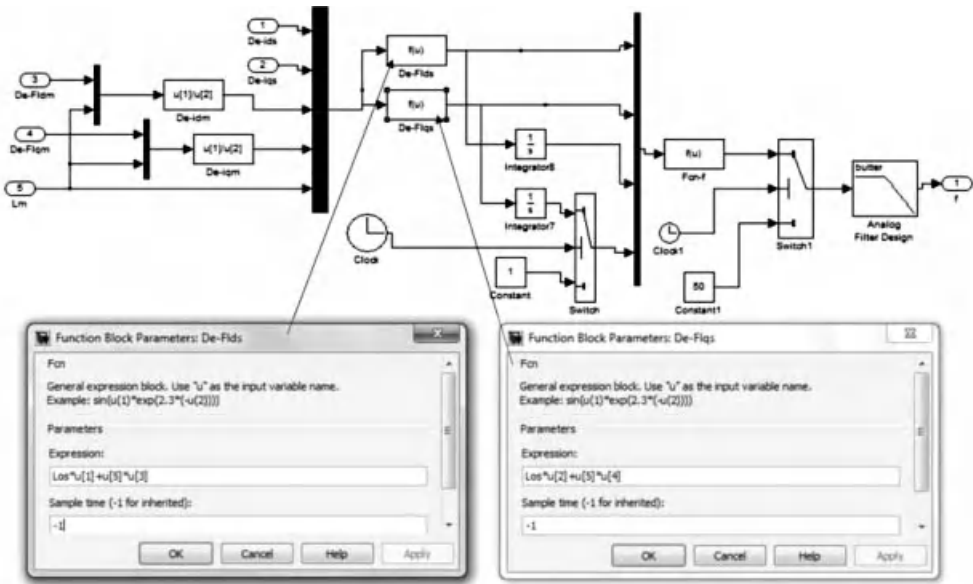 1
De-ids
2
De-iqs
3
De-Fldm
u[1]/u[2]
De-idm
4
De-Flqm
u[1]/u[2]
De-iqm
5
Lm
f(u)
De-Flds
f(u)
De-Flqs
1
s
Integrator6
1
s
Integrator7
Clock
1
Constant
Switch
f(u)
Fcn-f
Clock1
50
Constant1
Switch1
butter
Analog
Filter Design
1
f
Function Block Parameters: De-Flds
Fcn
General expression block. Use "u" as the input variable name.
Example: sin(u(1)*exp(2.3*(-u(2))))
Parameters
Expression:
Los*u[1]+u[5]*u[3]
Sample time (-1 for inherited):
-1
OK Cancel Help Apply
Function Block Parameters: De-Flqs
Fcn
General expression block. Use "u" as the input variable name.
Example: sin(u(1)*exp(2.3*(-u(2))))
Parameters
Expression:
Los*u[2]+u[5]*u[4]
Sample time (-1 for inherited):
-1
OK Cancel Help Apply